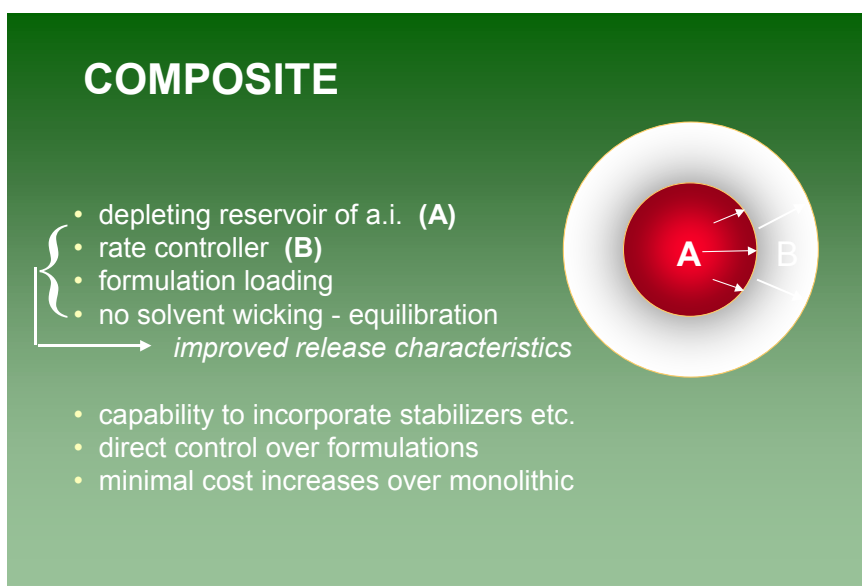 COMPOSITE
• depleting reservoir of a.i. (A)
• rate controller (B)
• formulation loading
• no solvent wicking - equilibration
improved release characteristics
• capability to incorporate stabilizers etc.
• direct control over formulations
• minimal cost increases over monolithic
A
B